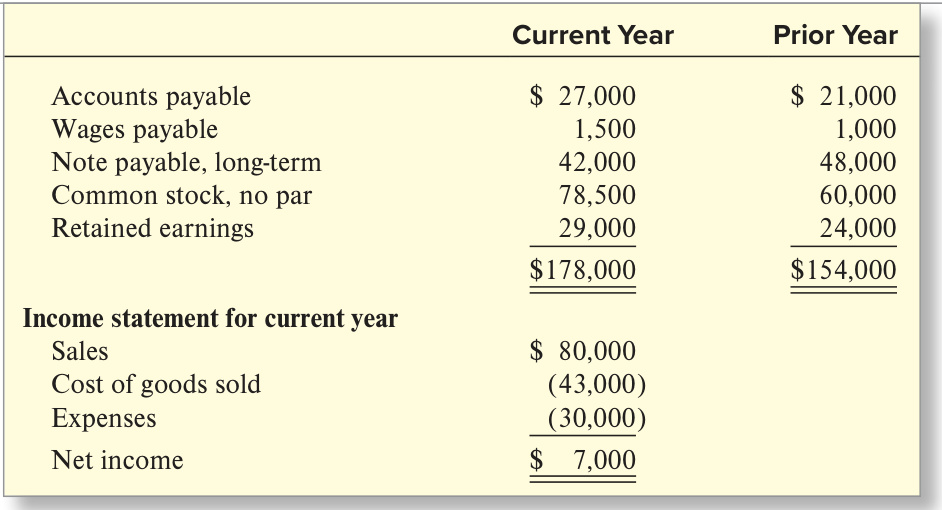 Current Year Prior Year
Accounts payable $ 27,000 $ 21,000
Wages payable 1,500 1,000
Note payable, long-term 42,000 48,000
Common stock, no par 78,500 60,000
Retained earnings 29,000 24,000
$178,000 $154,000
Income statement for current year
Sales $ 80,000
Cost of goods sold (43,000)
Expenses (30,000)
Net income $ 7,000